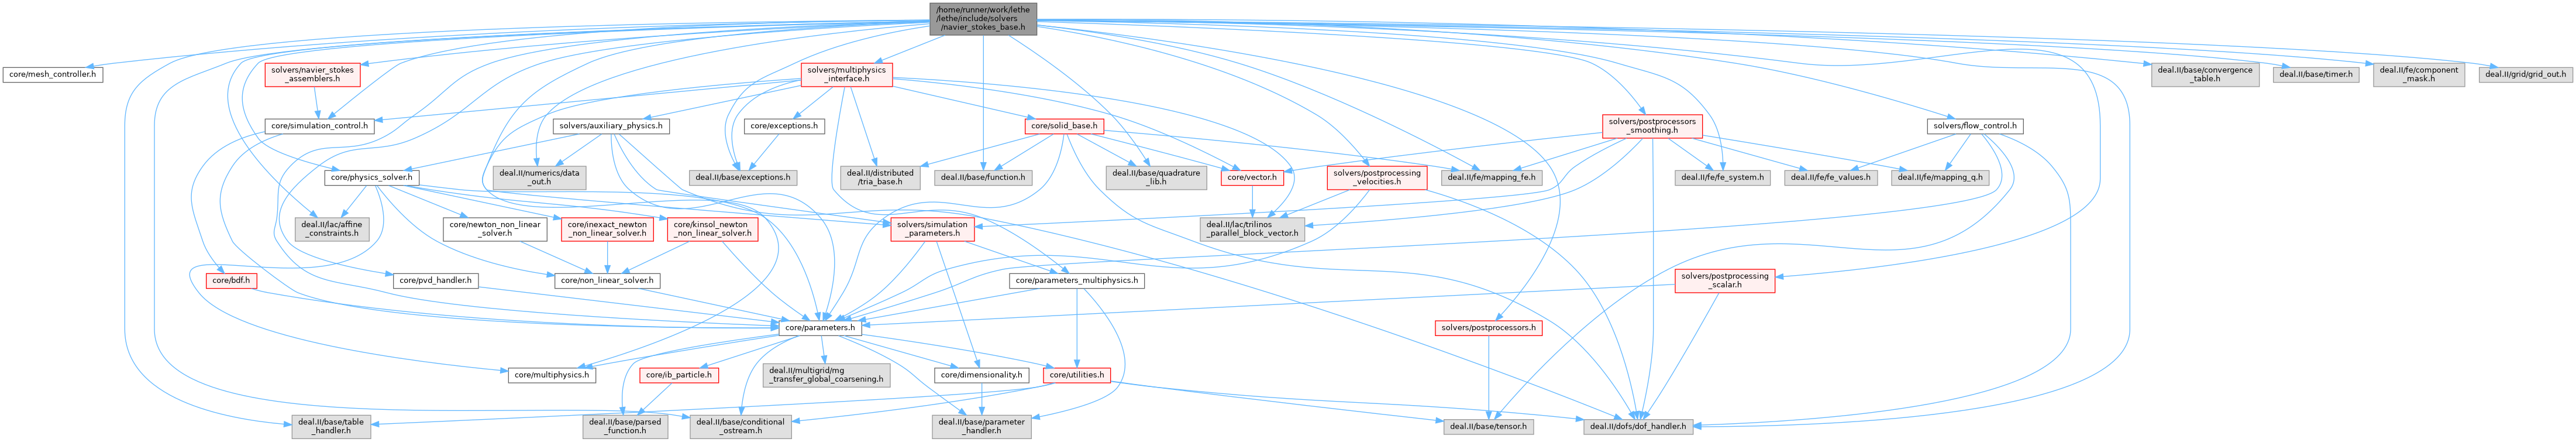 /home/runner/work/lethe
/lethe/include/solvers
/navier_stokes_base.h
core/mesh_controller.h
solvers/navier_stokes
_assemblers.h
solvers/multiphysics
_interface.h
deal.II/base/convergence
_table.h
deal.II/base/timer.h
deal.II/fe/component
_mask.h
deal.II/grid/grid_out.h
core/simulation_control.h
solvers/auxiliary_physics.h
core/exceptions.h
core/solid_base.h
solvers/postprocessors
_smoothing.h
solvers/flow_control.h
core/physics_solver.h
deal.II/numerics/data
_out.h
deal.II/base/exceptions.h
deal.II/distributed
/tria_base.h
deal.II/base/function.h
deal.II/base/quadrature
_lib.h
core/vector.h
solvers/postprocessing
_velocities.h
deal.II/fe/mapping_fe.h
deal.II/fe/fe_system.h
deal.II/fe/fe_values.h
deal.II/fe/mapping_q.h
deal.II/lac/affine
_constraints.h
core/newton_non_linear
_solver.h
core/inexact_newton
_non_linear_solver.h
core/kinsol_newton
_non_linear_solver.h
solvers/simulation
_parameters.h
deal.II/lac/trilinos
_parallel_block_vector.h
core/bdf.h
core/pvd_handler.h
core/non_linear_solver.h
core/parameters_multiphysics.h
solvers/postprocessing
_scalar.h
core/parameters.h
solvers/postprocessors.h
core/multiphysics.h
core/ib_particle.h
deal.II/multigrid/mg
_transfer_global_coarsening.h
core/dimensionality.h
core/utilities.h
deal.II/base/table
_handler.h
deal.II/base/parsed
_function.h
deal.II/base/conditional
_ostream.h
deal.II/base/parameter
_handler.h
deal.II/base/tensor.h
deal.II/dofs/dof_handler.h